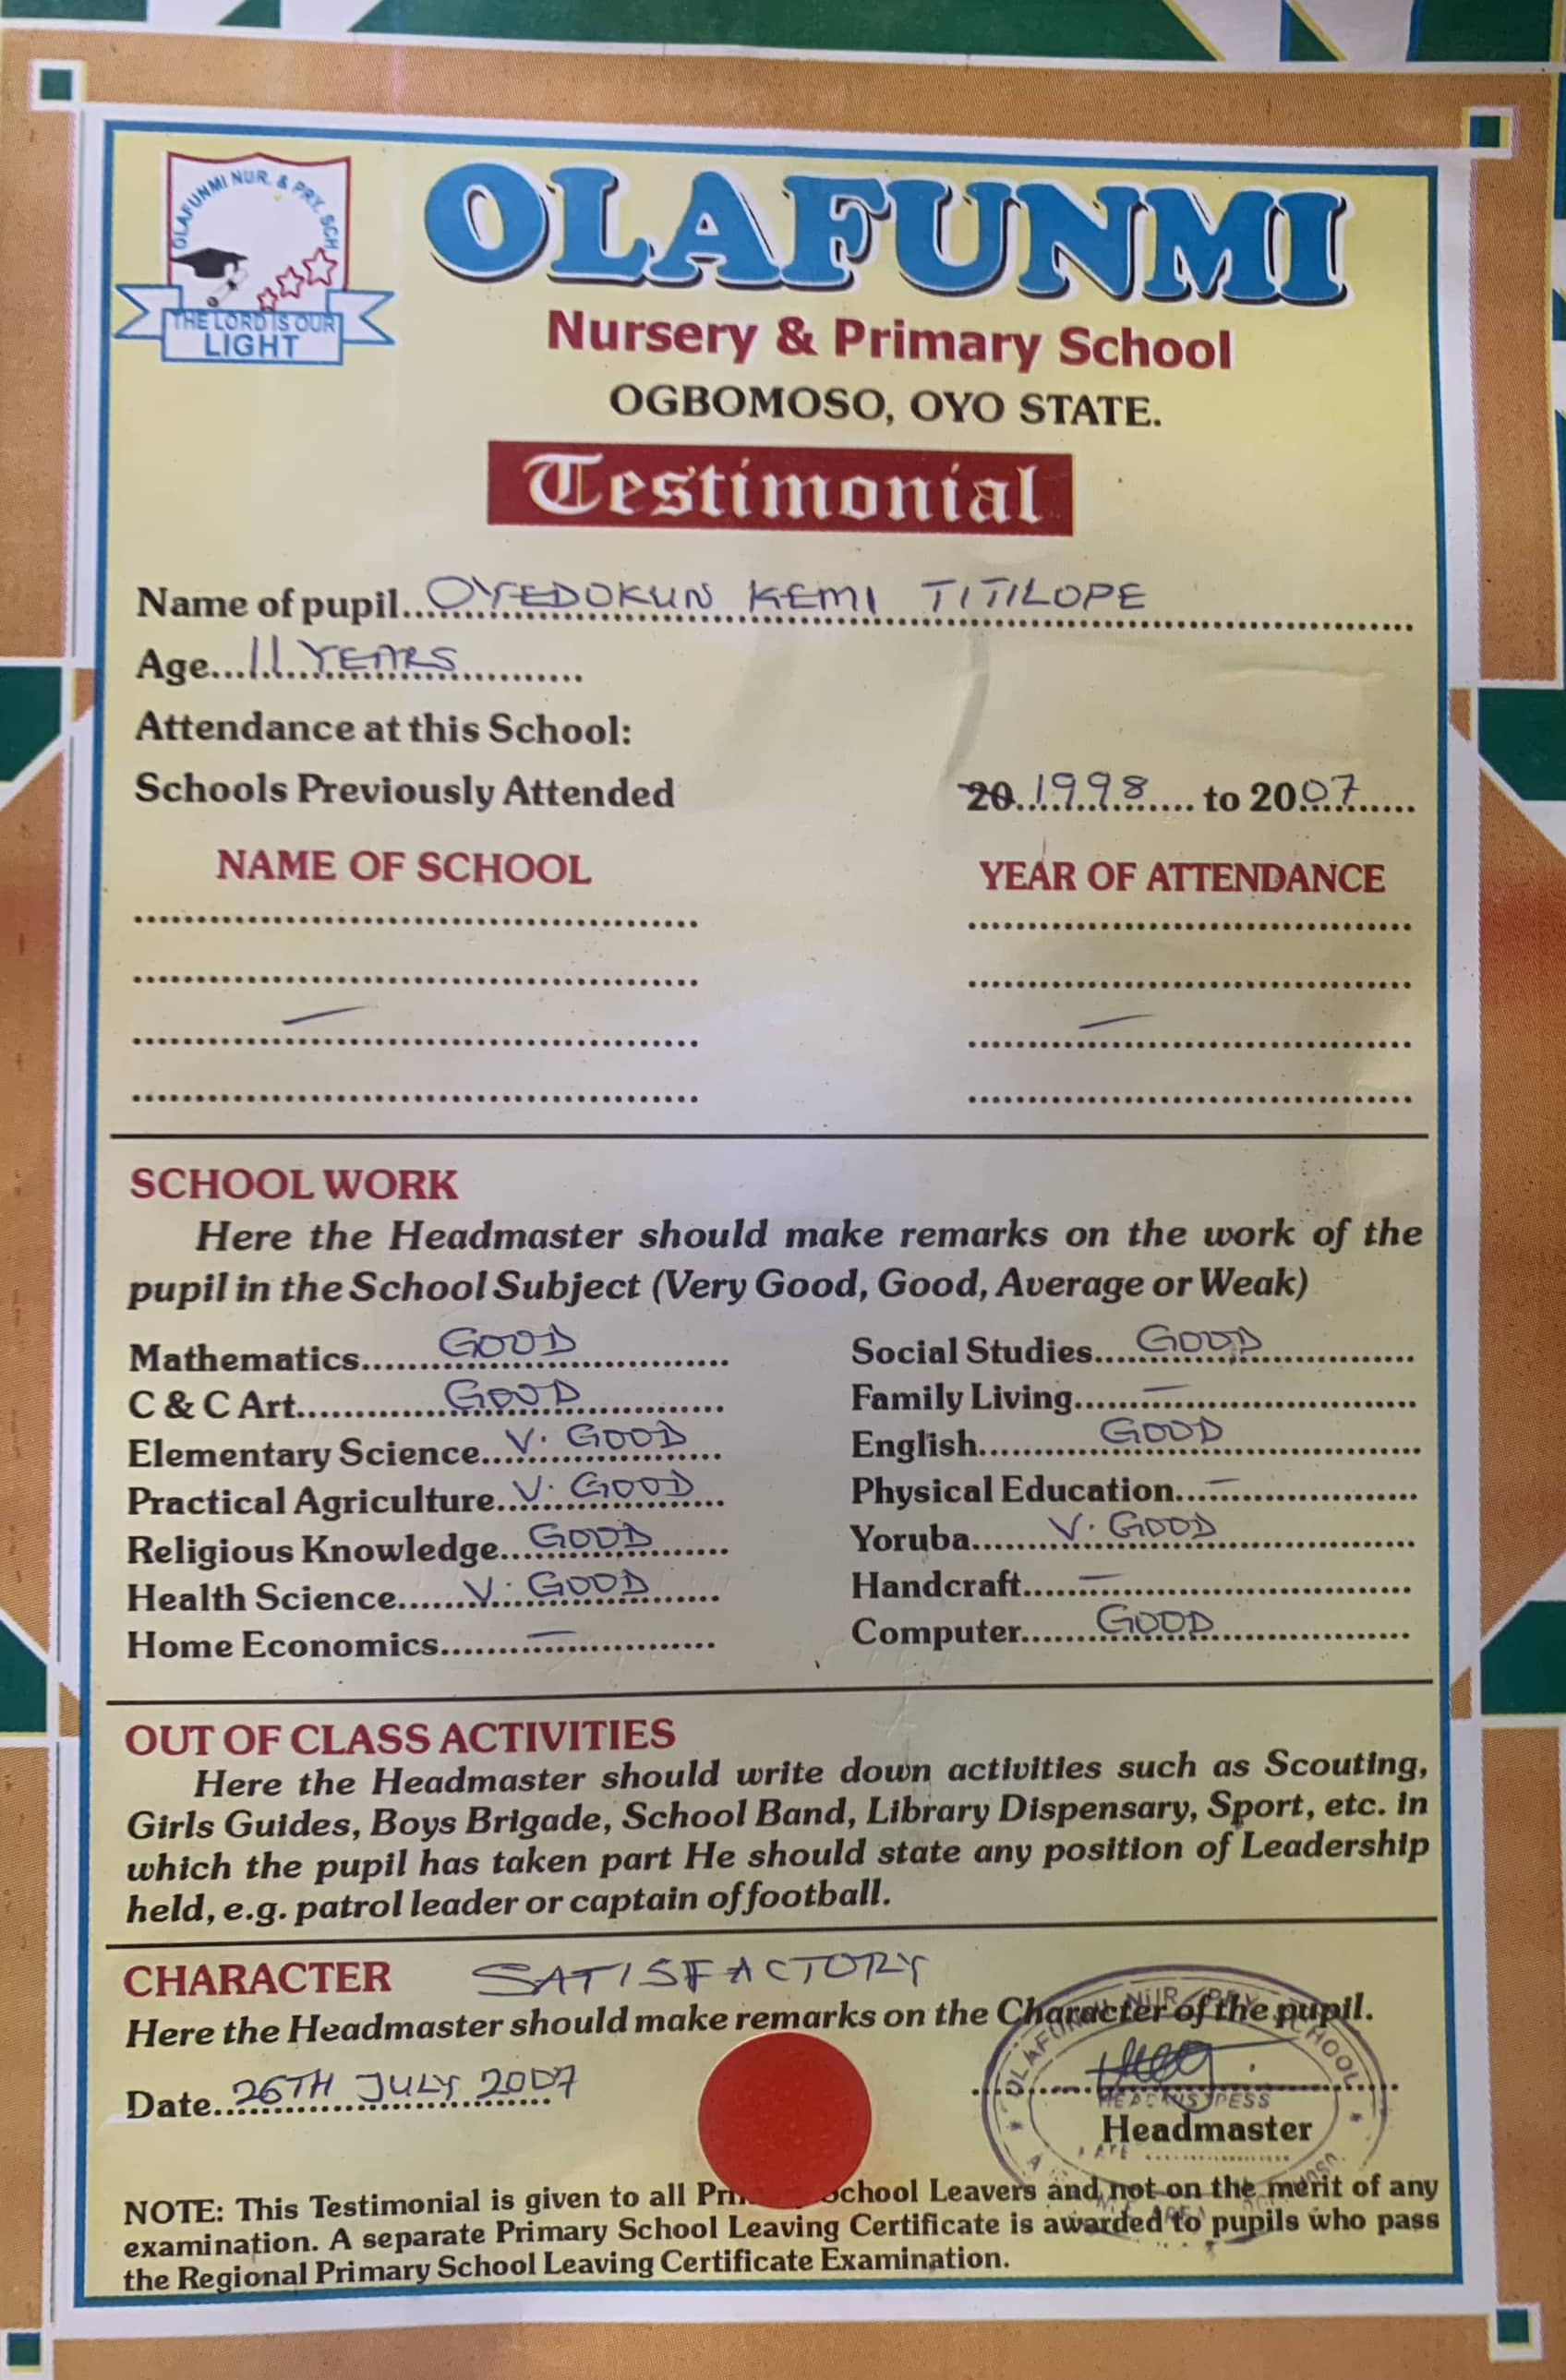 OLAFUNMI NUR. & PRY. SCH
THE LORD IS OUR
LIGHT
OLAFUNMI
Nursery & Primary School
OGBOMOSO, OYO STATE.
Testimonial
Name of pupil OYEDOKUN KEMI TITILOPE
Age 11 YEARS
Attendance at this School:
Schools Previously Attended 20 1998 to 20 07
NAME OF SCHOOL YEAR OF ATTENDANCE
SCHOOL WORK
Here the Headmaster should make remarks on the work of the
pupil in the School Subject (Very Good, Good, Average or Weak)
Mathematics GOOD Social Studies GOOD
C & C Art GOOD Family Living —
Elementary Science V. GOOD English GOOD
Practical Agriculture V. GOOD Physical Education —
Religious Knowledge GOOD Yoruba V. GOOD
Health Science V. GOOD Handcraft —
Home Economics — Computer GOOD
OUT OF CLASS ACTIVITIES
Here the Headmaster should write down activities such as Scouting,
Girls Guides, Boys Brigade, School Band, Library Dispensary, Sport, etc. in
which the pupil has taken part He should state any position of Leadership
held, e.g. patrol leader or captain of football.
CHARACTER SATISFACTORY
Here the Headmaster should make remarks on the Character of the pupil.
OLAFUNMI NUR / PRY SCHOOL
Date 26TH JULY 2007
HEADMISTRESS
Headmaster
NOTE: This Testimonial is given to all School Leavers and not on the merit of any
examination. A separate Primary School Leaving Certificate is awarded to pupils who pass
the Regional Primary School Leaving Certificate Examination.